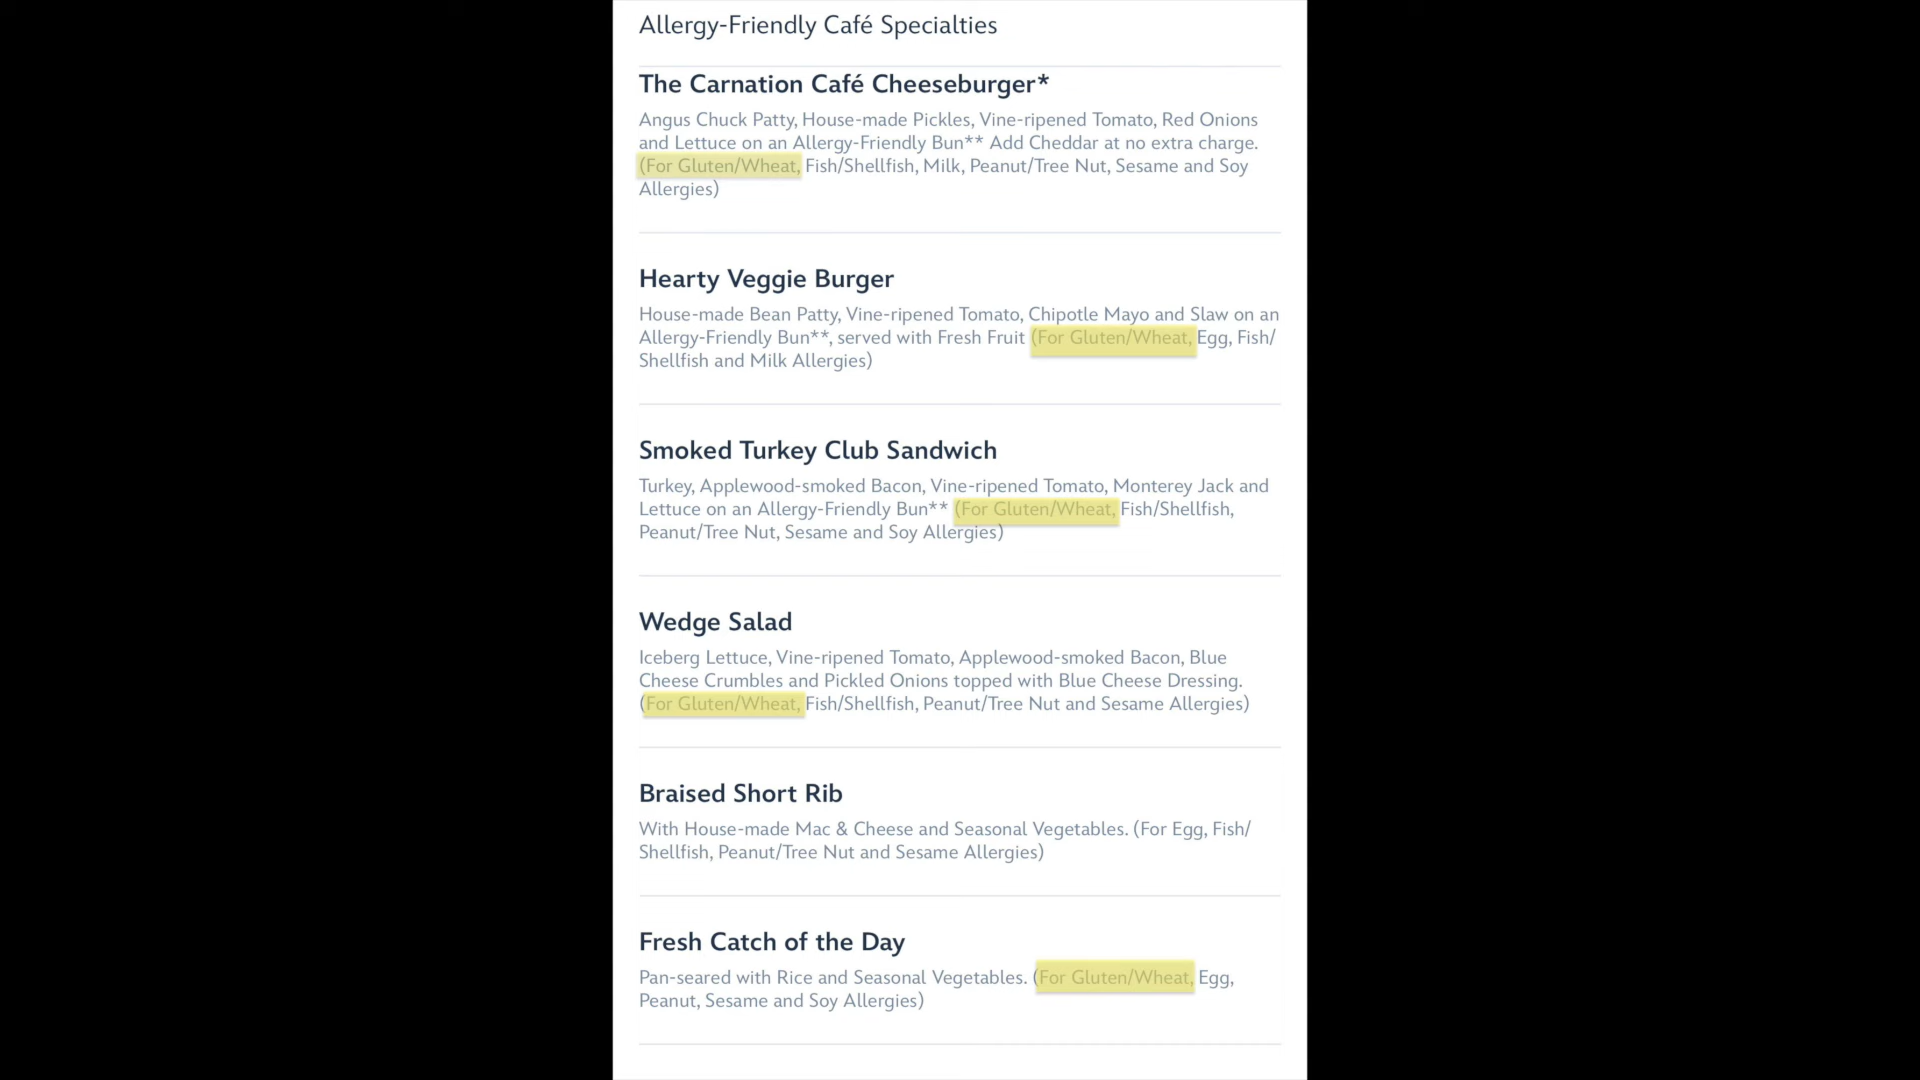 Allergy-Friendly Café Specialties
The Carnation Café Cheeseburger*
Angus Chuck Patty, House-made Pickles, Vine-ripened Tomato, Red Onions
and Lettuce on an Allergy-Friendly Bun** Add Cheddar at no extra charge.
(For Gluten/Wheat, Fish/Shellfish, Milk, Peanut/Tree Nut, Sesame and Soy
Allergies)
Hearty Veggie Burger
House-made Bean Patty, Vine-ripened Tomato, Chipotle Mayo and Slaw on an
Allergy-Friendly Bun**, served with Fresh Fruit (For Gluten/Wheat, Egg, Fish/
Shellfish and Milk Allergies)
Smoked Turkey Club Sandwich
Turkey, Applewood-smoked Bacon, Vine-ripened Tomato, Monterey Jack and
Lettuce on an Allergy-Friendly Bun** (For Gluten/Wheat, Fish/Shellfish,
Peanut/Tree Nut, Sesame and Soy Allergies)
Wedge Salad
Iceberg Lettuce, Vine-ripened Tomato, Applewood-smoked Bacon, Blue
Cheese Crumbles and Pickled Onions topped with Blue Cheese Dressing.
(For Gluten/Wheat, Fish/Shellfish, Peanut/Tree Nut and Sesame Allergies)
Braised Short Rib
With House-made Mac & Cheese and Seasonal Vegetables. (For Egg, Fish/
Shellfish, Peanut/Tree Nut and Sesame Allergies)
Fresh Catch of the Day
Pan-seared with Rice and Seasonal Vegetables. (For Gluten/Wheat, Egg,
Peanut, Sesame and Soy Allergies)